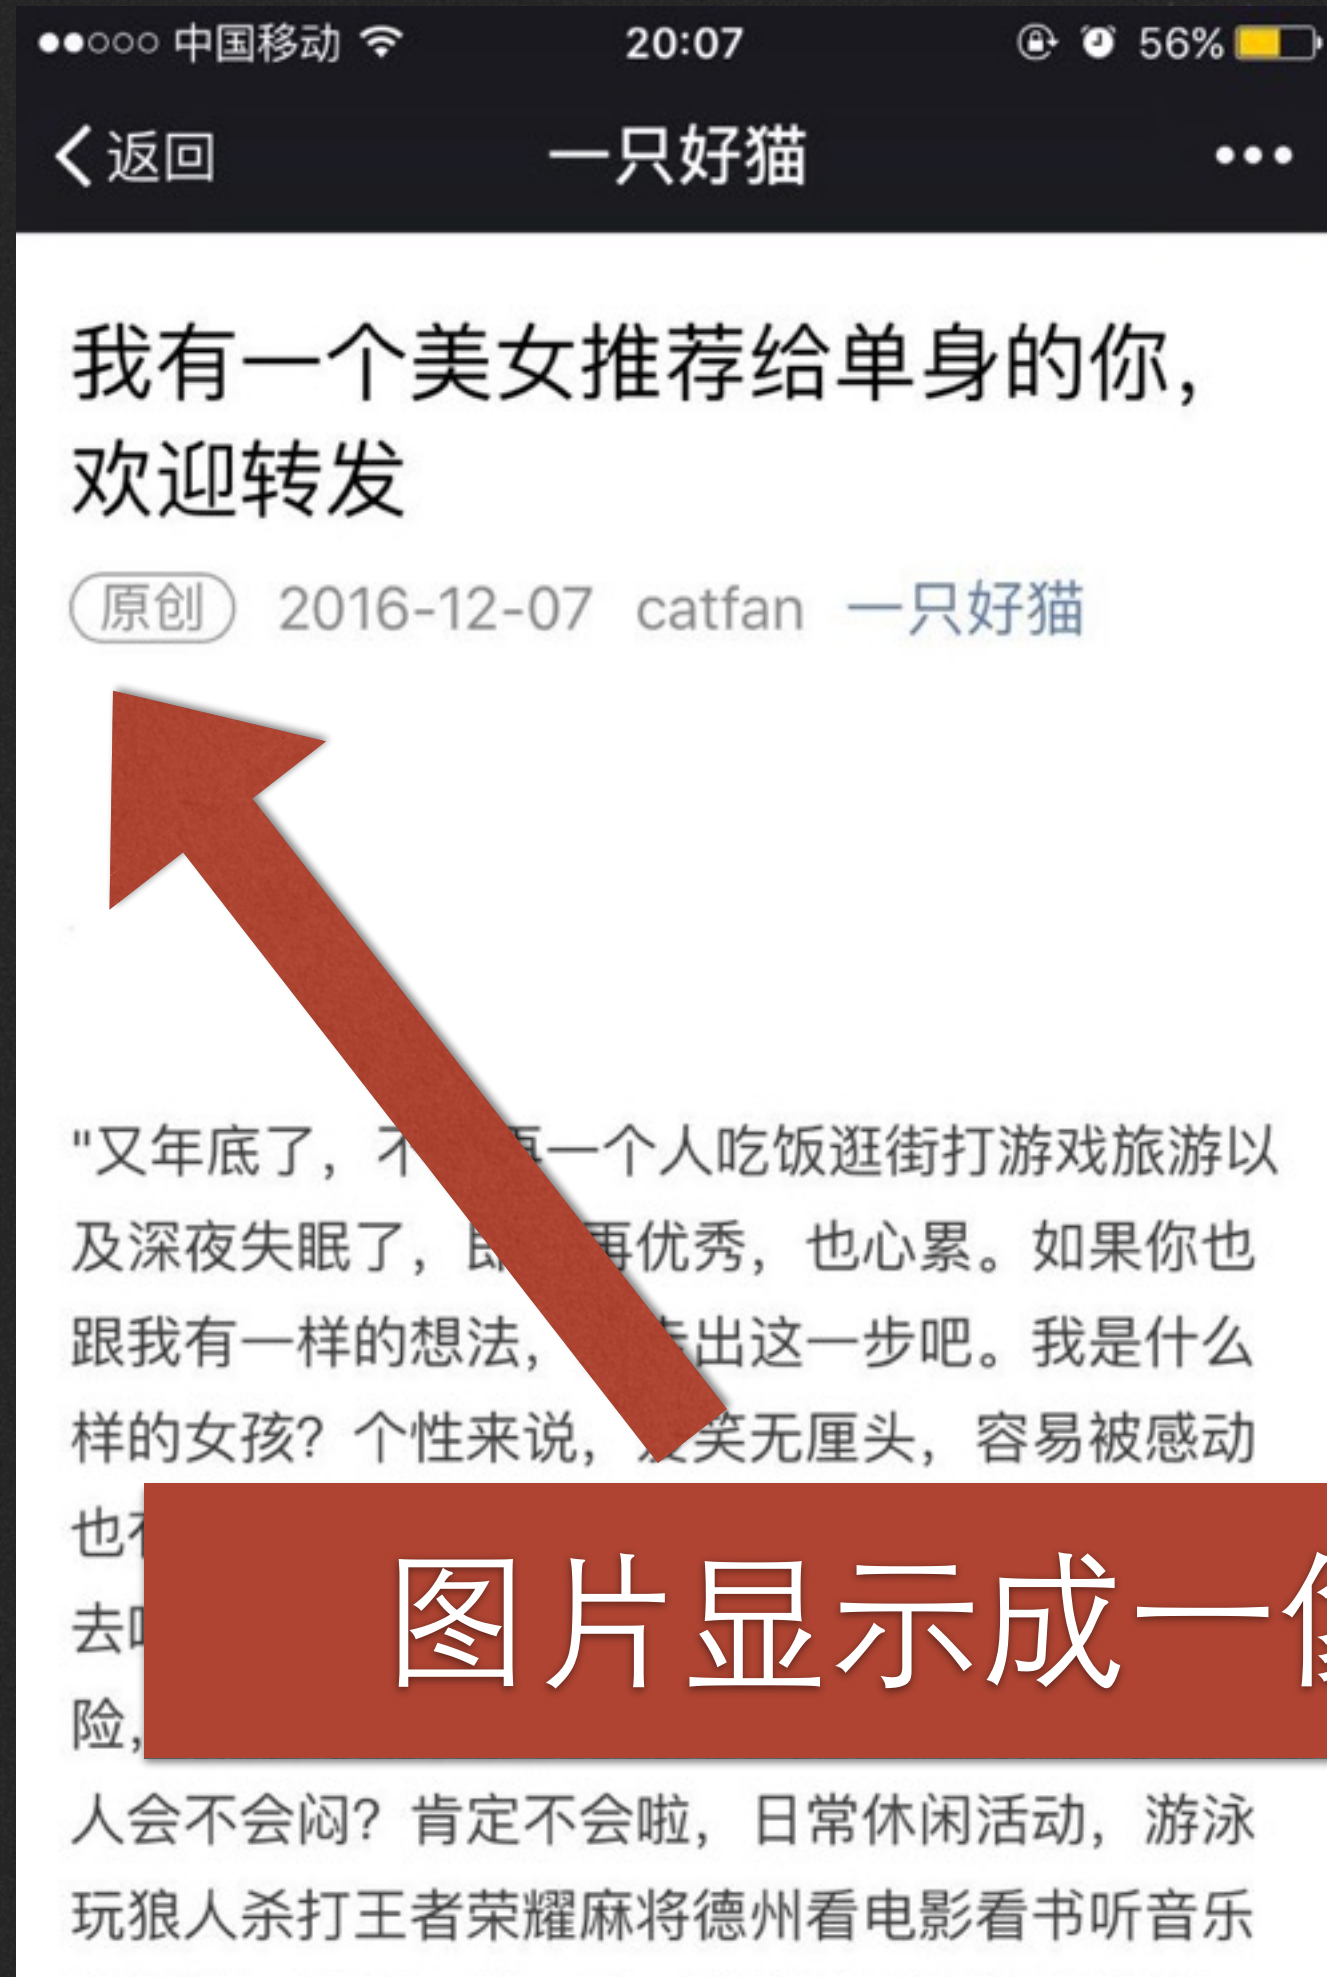 中国移动 20:07 56%
返回 一只好猫
我有一个美女推荐给单身的你，
欢迎转发
原创 2016-12-07 catfan 一只好猫
"又年底了，不 再一个人吃饭逛街打游戏旅游以
及深夜失眠了， 再优秀，也心累。如果你也
跟我有一样的想法， 出这一步吧。我是什么
样的女孩？个性来说， 笑无厘头，容易被感动
也
图片显示成一
去
险，
人会不会闷？肯定不会啦，日常休闲活动，游泳
玩狼人杀打王者荣耀麻将德州看电影看书听音乐